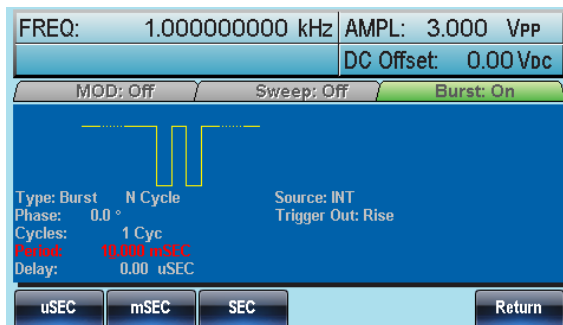 FREQ: 1.000000000 kHz AMPL: 3.000 VPP
DC Offset: 0.00 VDC
MOD: Off Sweep: Off Burst: On
Type: Burst N Cycle Source: INT
Phase: 0.0 ° Trigger Out: Rise
Cycles: 1 Cyc
Period: 10.000 mSEC
Delay: 0.00 uSEC
uSEC mSEC SEC Return